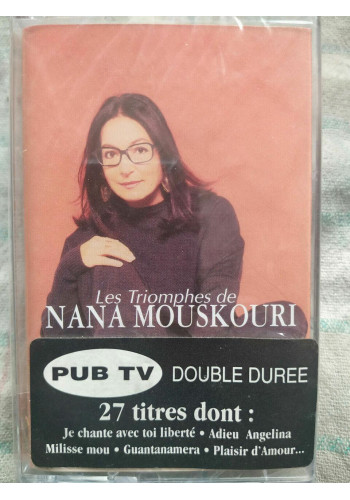 Les Triomphes de
NANA MOUSKOURI
PUB TV DOUBLE DUREE
27 titres dont :
Je chante avec toi liberté • Adieu Angelina
Milisse mou • Guantanamera • Plaisir d'Amour...